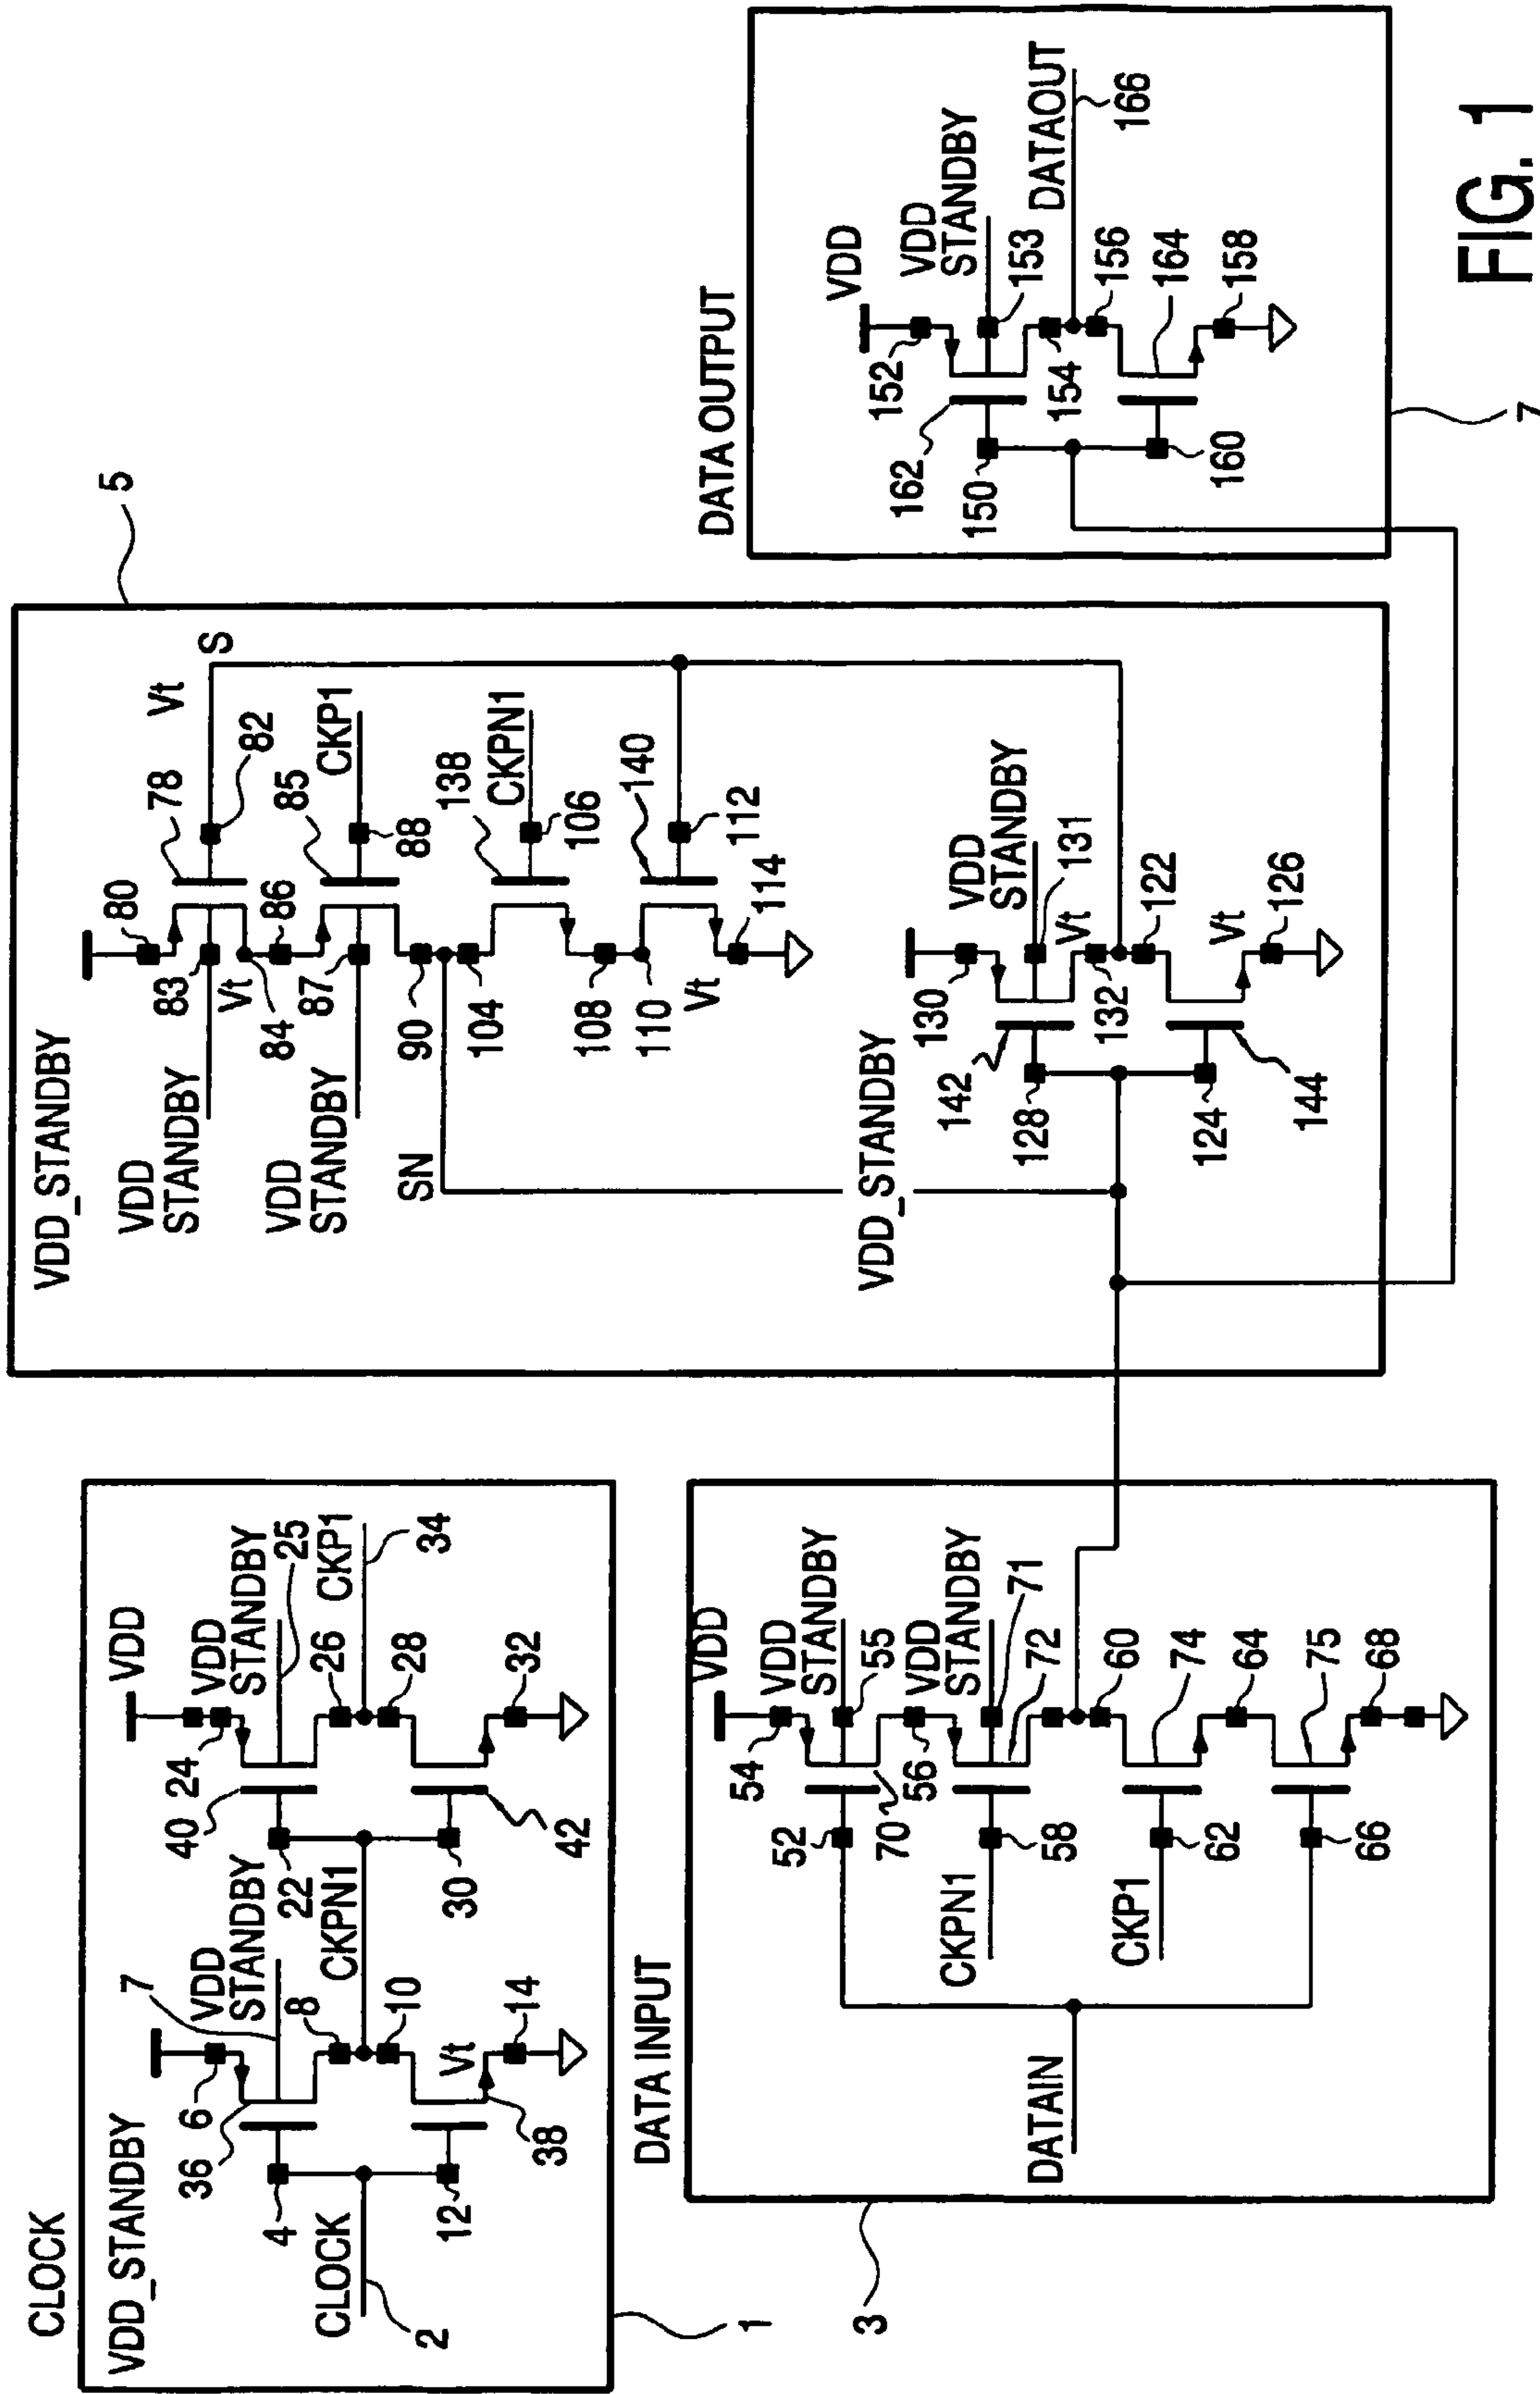 CLOCK
VDD_STANDBY
CLOCK
2
4
12
36
6
7
VDD
STANDBY
8
10
Vt
14
38
CKPN1
22
30
40
24
VDD
VDD
STANDBY
25
26
28
CKP1
34
32
42
1
DATA INPUT
DATAIN
3
52
54
VDD
VDD
STANDBY
55
70
56
VDD
STANDBY
71
CKPN1
58
72
60
CKP1
62
74
64
66
75
68
5
VDD_STANDBY
VDD
STANDBY
83
80
78
Vt
S
82
Vt
84
86
VDD
STANDBY
87
85
CKP1
88
SN
90
104
138
CKPN1
106
108
110
140
112
Vt
114
VDD_STANDBY
142
130
VDD
STANDBY
131
128
132
Vt
122
124
144
Vt
126
DATA OUTPUT
VDD
152
162
VDD
STANDBY
153
150
154
DATAOUT
166
156
160
164
158
7
FIG. 1